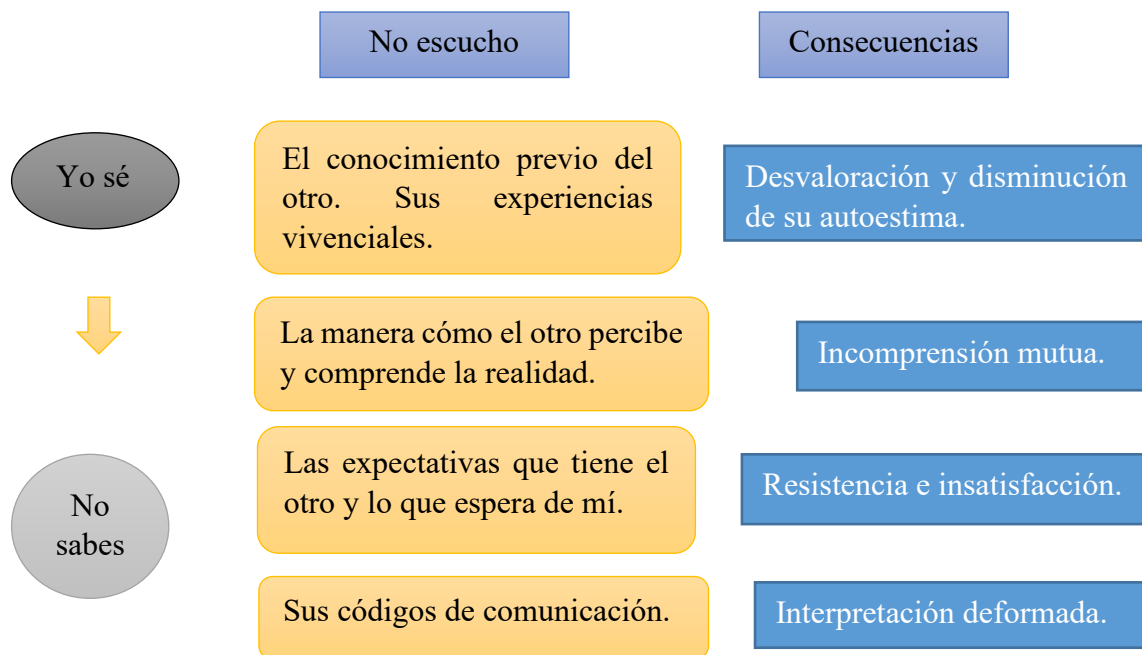 No escucho
Consecuencias
Yo sé
El conocimiento previo del
otro. Sus experiencias
vivenciales.
Desvaloración y disminución
de su autoestima.
La manera cómo el otro percibe
y comprende la realidad.
Incomprensión mutua.
No
sabes
Las expectativas que tiene el
otro y lo que espera de mí.
Resistencia e insatisfacción.
Sus códigos de comunicación.
Interpretación deformada.